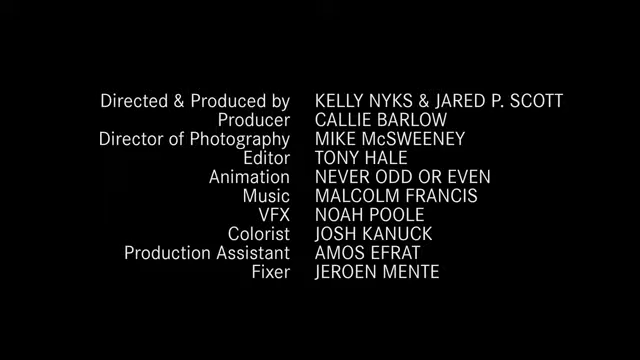 Directed & Produced by KELLY NYKS & JARED P. SCOTT
Producer CALLIE BARLOW
Director of Photography MIKE McSWEENEY
Editor TONY HALE
Animation NEVER ODD OR EVEN
Music MALCOLM FRANCIS
VFX NOAH POOLE
Colorist JOSH KANUCK
Production Assistant AMOS EFRAT
Fixer JEROEN MENTE